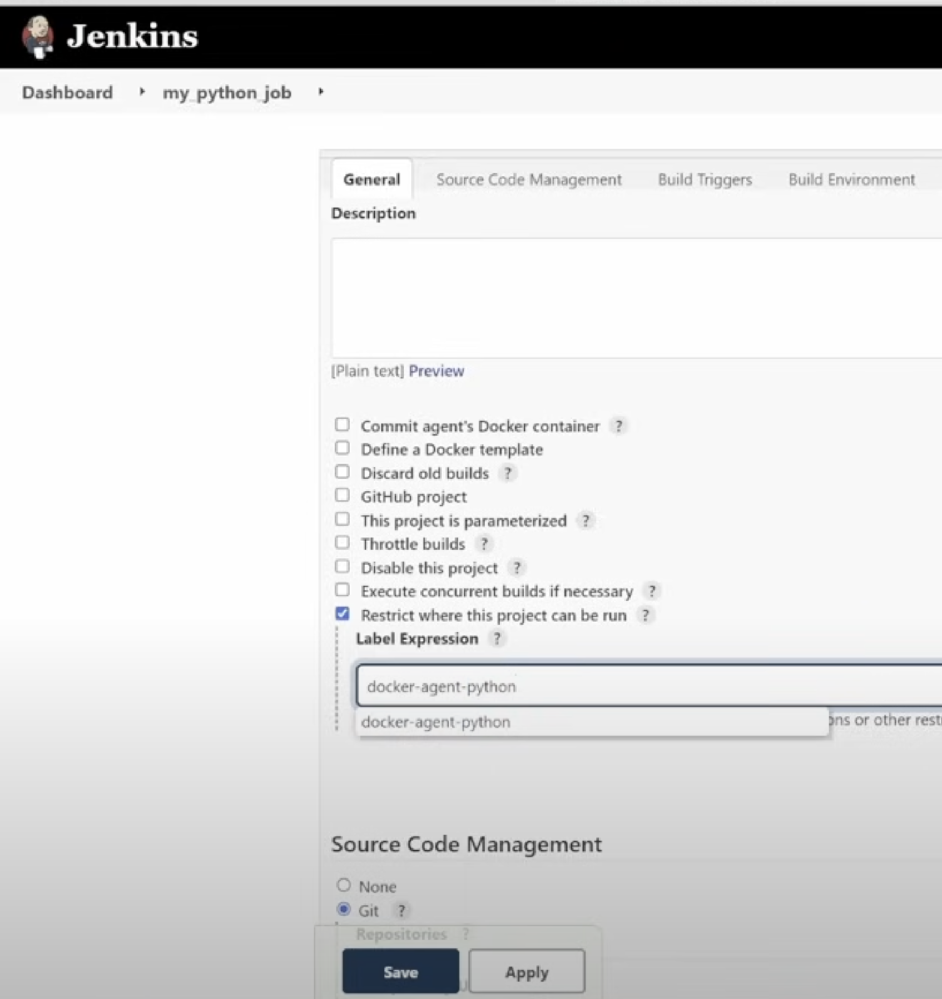 Jenkins
Dashboard
my_python_job
General Source Code Management Build Triggers Build Environment
Description
[Plain text] Preview
Commit agent's Docker container ?
Define a Docker template
Discard old builds ?
GitHub project
This project is parameterized ?
Throttle builds ?
Disable this project ?
Execute concurrent builds if necessary ?
Restrict where this project can be run ?
Label Expression ?
docker-agent-python
docker-agent-python
or other
Source Code Management
None
Git ?
Repositories ?
Save Apply